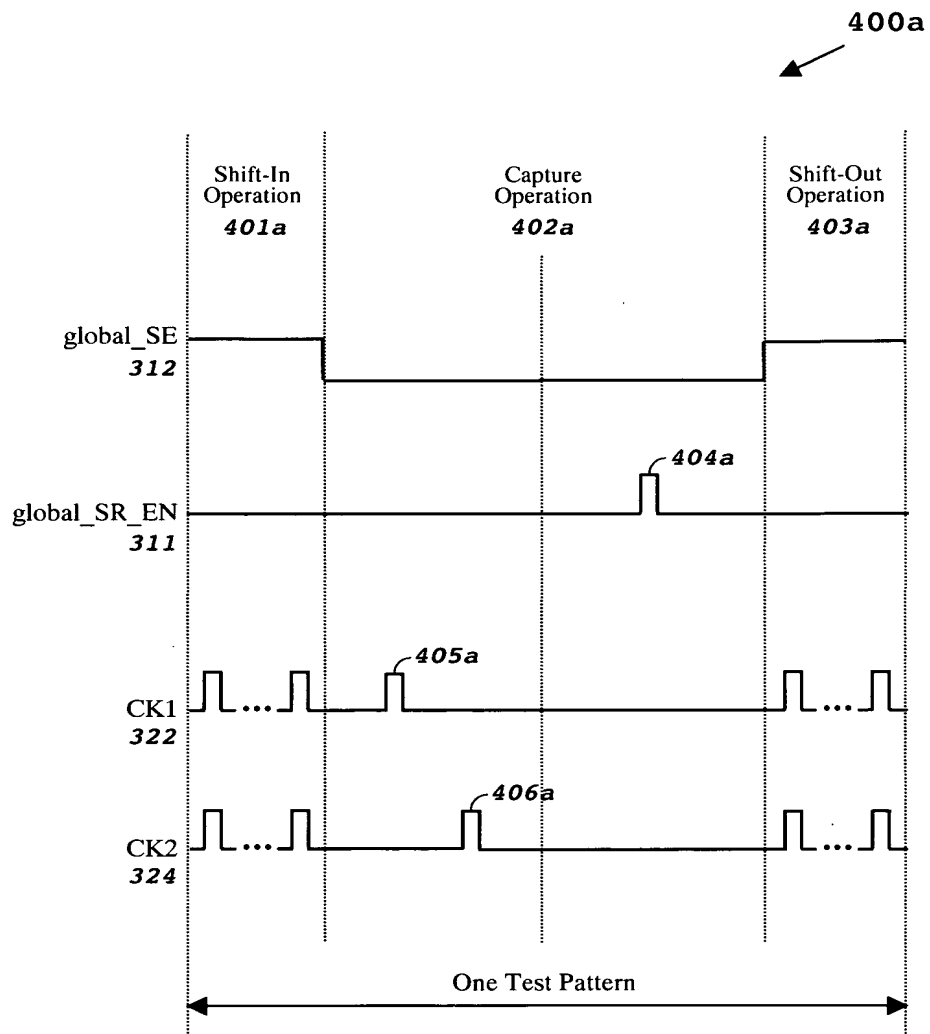 400a
Shift-In
Operation
401a
Capture
Operation
402a
Shift-Out
Operation
403a
global_SE
312
404a
global_SR_EN
311
405a
CK1
322
406a
CK2
324
One Test Pattern